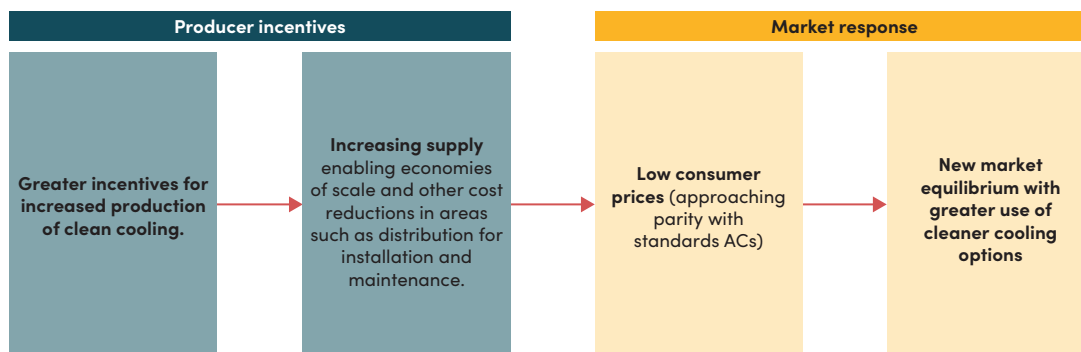 Producer incentives
Market response
Greater incentives for
increased production
of clean cooling.
Increasing supply
enabling economies
of scale and other cost
reductions in areas
such as distribution for
installation and
maintenance.
Low consumer
prices (approaching
parity with
standards ACs)
New market
equilibrium with
greater use of
cleaner cooling
options